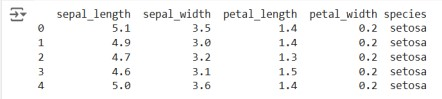 sepal_length sepal_width petal_length petal_width species
0 5.1 3.5 1.4 0.2 setosa
1 4.9 3.0 1.4 0.2 setosa
2 4.7 3.2 1.3 0.2 setosa
3 4.6 3.1 1.5 0.2 setosa
4 5.0 3.6 1.4 0.2 setosa